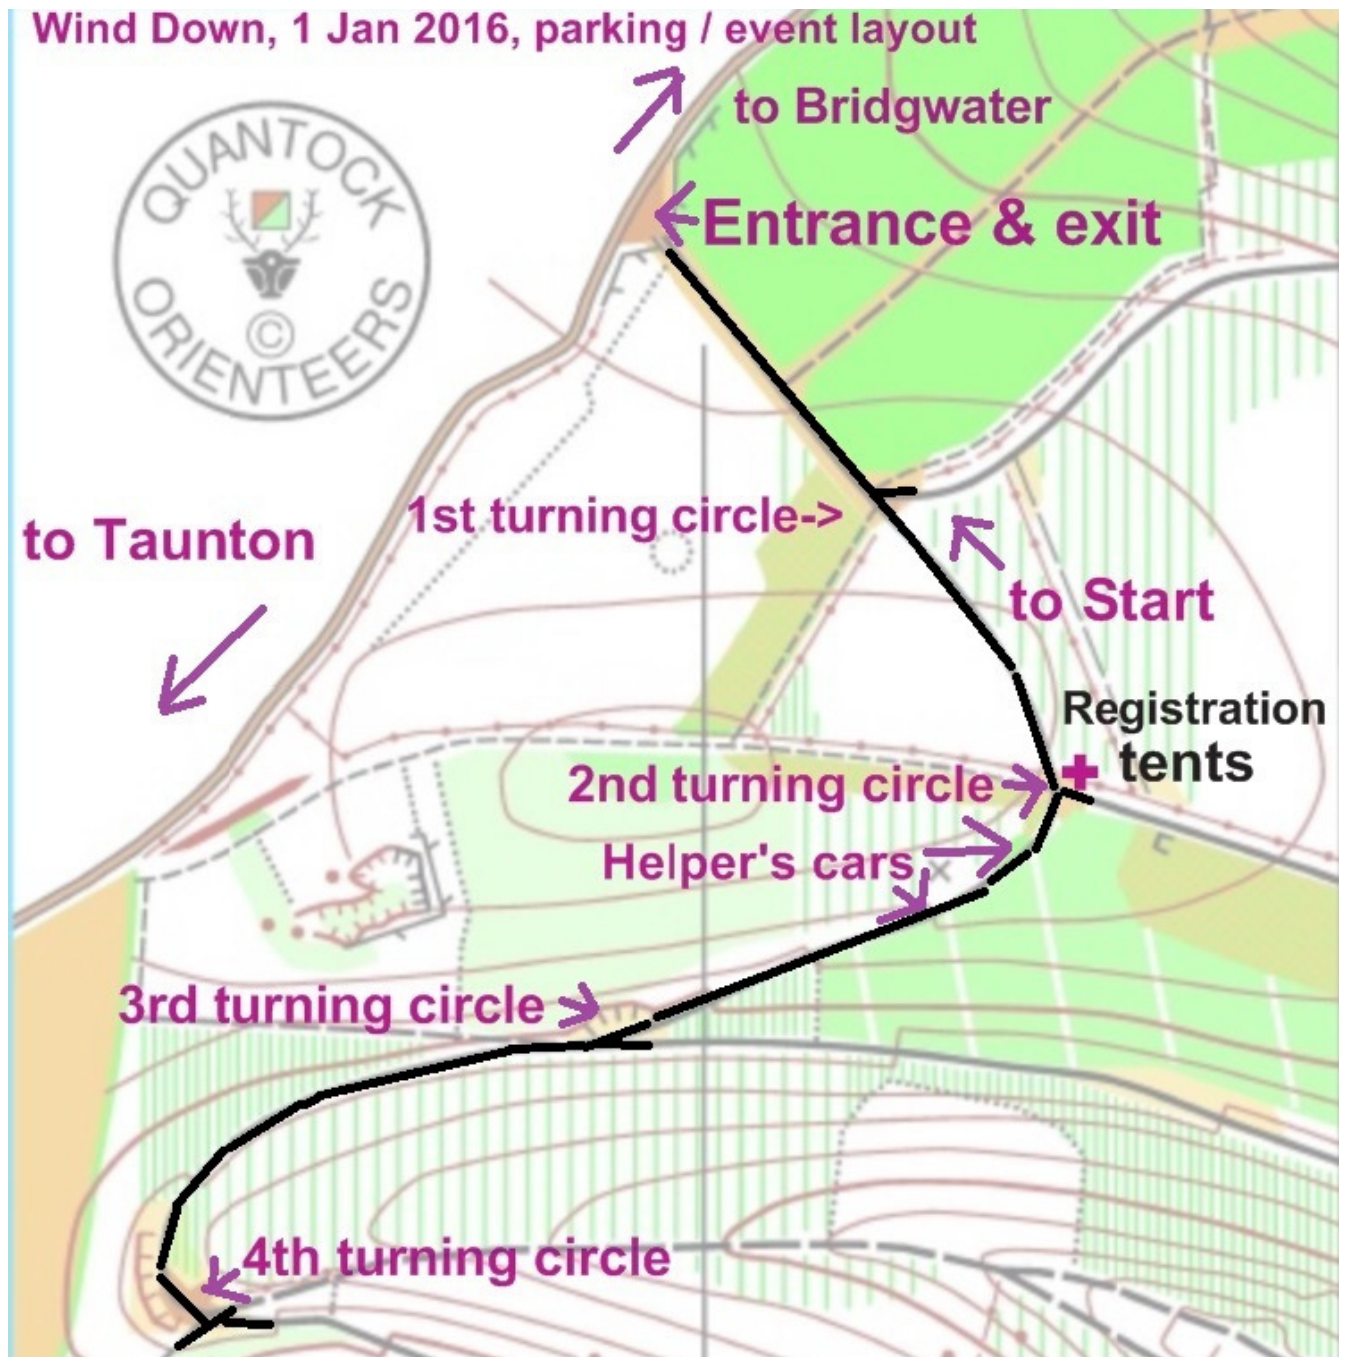 Wind Down, 1 Jan 2016, parking / event layout
to Bridgwater
QUANTOCK
ORIENTEERS
©
Entrance & exit
1st turning circle->
to Taunton
to Start
Registration
tents
2nd turning circle
Helper's cars
3rd turning circle
4th turning circle